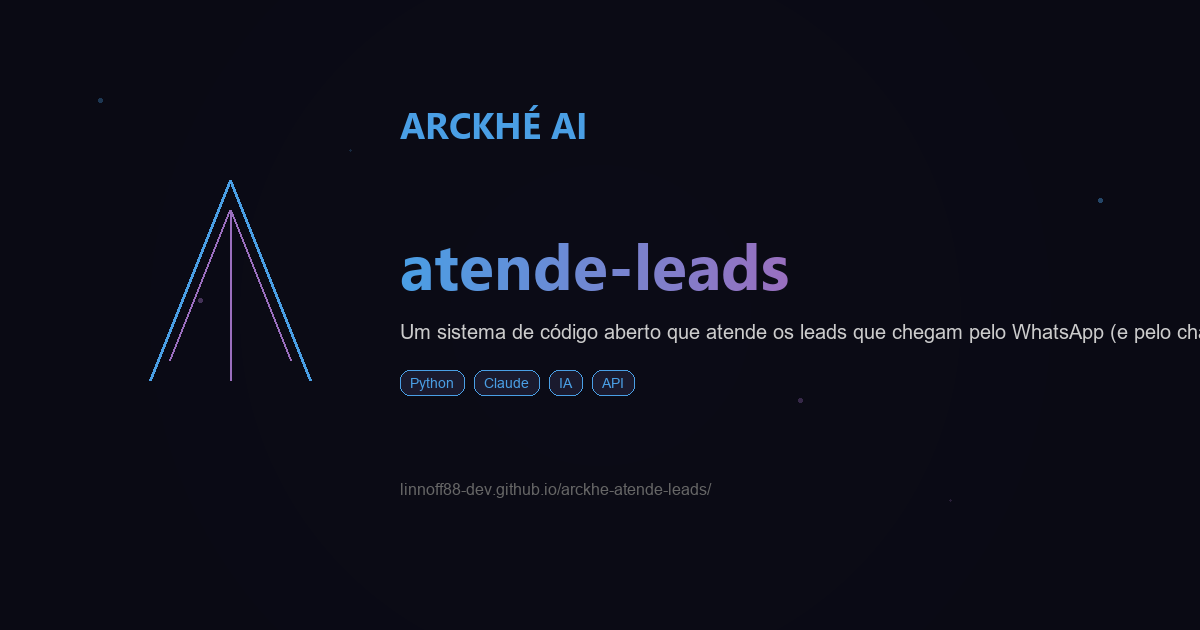 ARCKHÉ AI
atende-leads
Um sistema de código aberto que atende os leads que chegam pelo WhatsApp (e pelo
Python
Claude
IA
API
linnoff88-dev.github.io/arckhe-atende-leads/